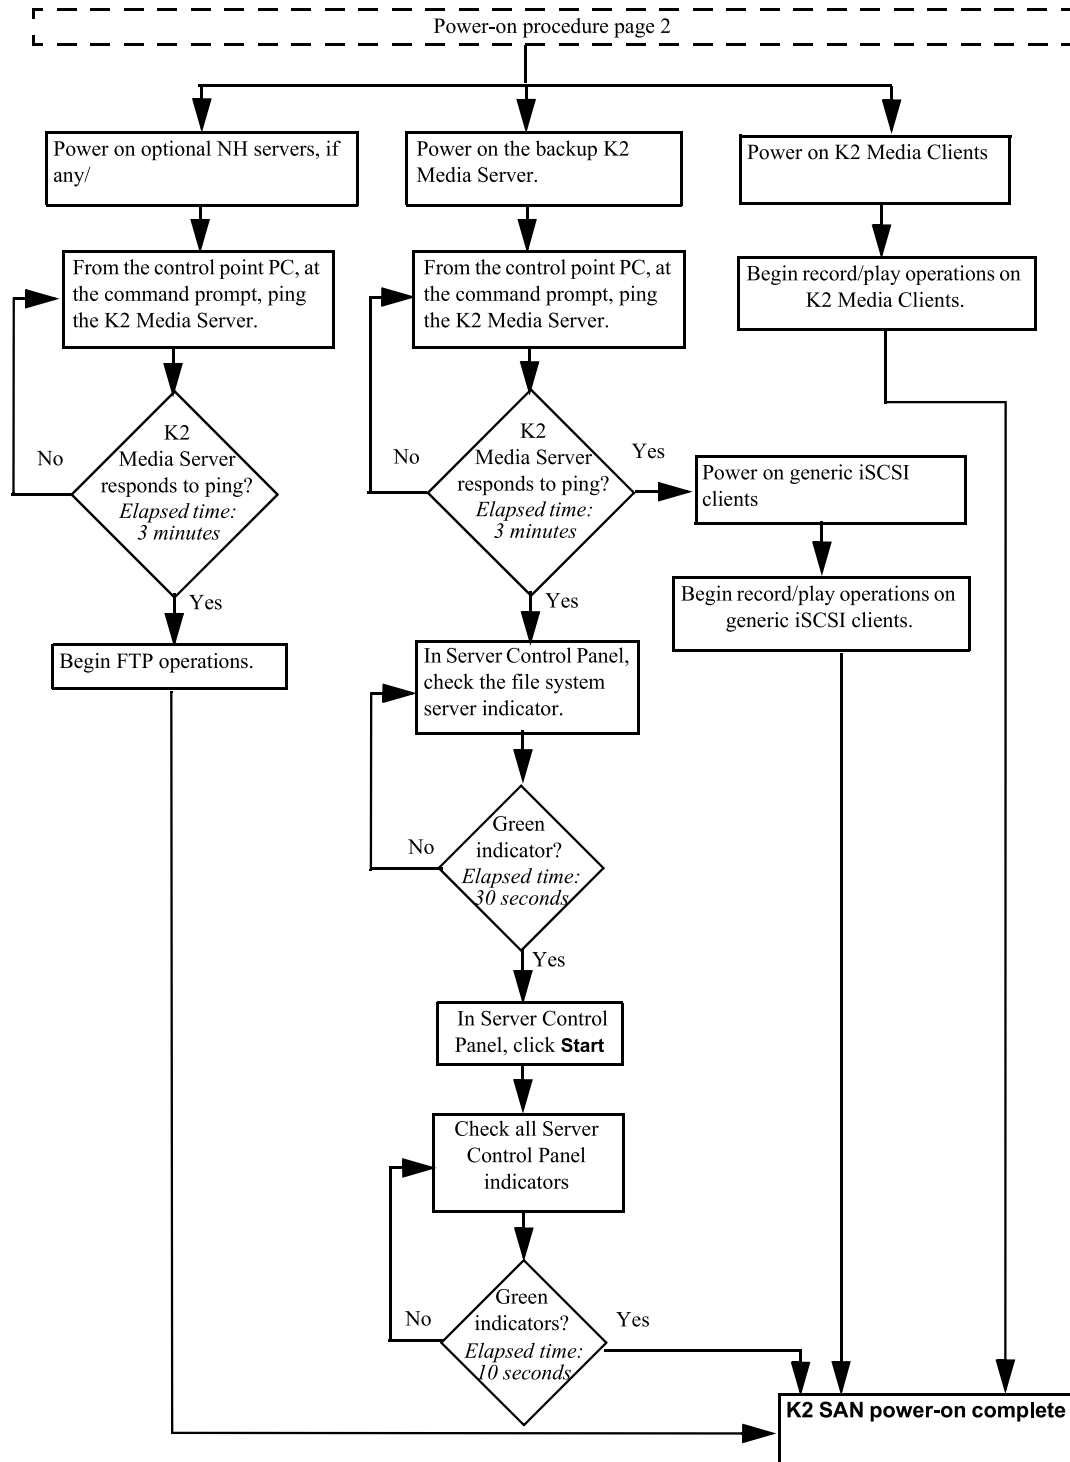 Power-on procedure page 2
Power on optional NH servers, if
any/
Power on the backup K2
Media Server.
Power on K2 Media Clients
From the control point PC, at
the command prompt, ping
the K2 Media Server.
From the control point PC, at
the command prompt, ping
the K2 Media Server.
Begin record/play operations on
K2 Media Clients.
No
K2
Media Server
responds to ping?
Elapsed time:
3 minutes
Yes
No
K2
Media Server
responds to ping?
Elapsed time:
3 minutes
Yes
Yes
Power on generic iSCSI
clients
Begin record/play operations on
generic iSCSI clients.
Begin FTP operations.
In Server Control Panel,
check the file system
server indicator.
No
Green
indicator?
Elapsed time:
30 seconds
Yes
In Server Control
Panel, click Start
Check all Server
Control Panel
indicators
No
Green
indicators?
Elapsed time:
10 seconds
Yes
K2 SAN power-on complete